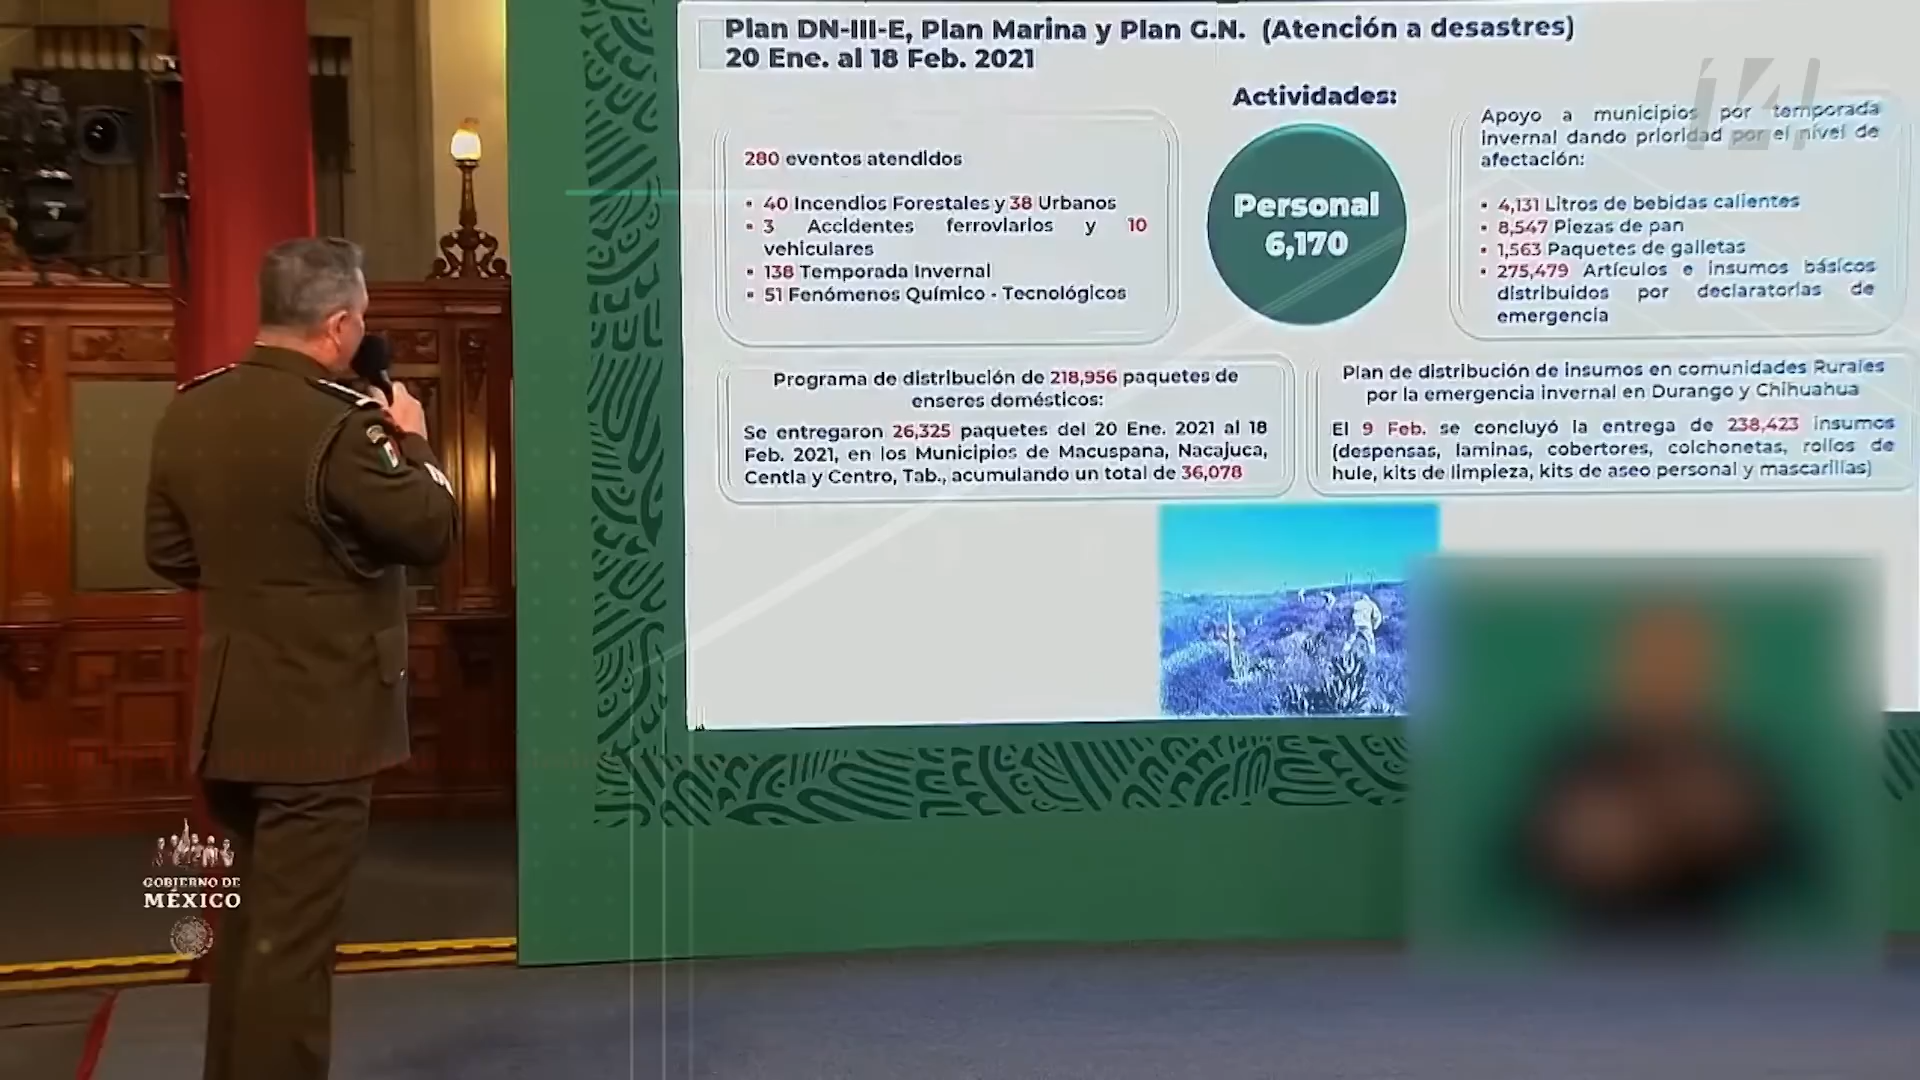 Plan DN-III-E, Plan Marina y Plan G.N. (Atención a desastres)
20 Ene. al 18 Feb. 2021
Actividades:
280 eventos atendidos
• 40 Incendios Forestales y 38 Urbanos
• 3 Accidentes ferroviarios y 10
vehiculares
• 138 Temporada Invernal
• 51 Fenómenos Químico - Tecnológicos
Personal
6,170
Apoyo a municipios por temporada
invernal dando prioridad por el nivel de
afectación:
• 4,131 Litros de bebidas calientes
• 8,547 Piezas de pan
• 1,563 Paquetes de galletas
• 275,479 Artículos e insumos básicos
distribuidos por declaratorias de
emergencia
Programa de distribución de 218,956 paquetes de
enseres domésticos:
Se entregaron 26,325 paquetes del 20 Ene. 2021 al 18
Feb. 2021, en los Municipios de Macuspana, Nacajuca,
Centla y Centro, Tab., acumulando un total de 36,078
Plan de distribución de insumos en comunidades Rurales
por la emergencia invernal en Durango y Chihuahua
El 9 Feb. se concluyó la entrega de 238,423 insumos
(despensas, laminas, cobertores, colchonetas, rollos de
hule, kits de limpieza, kits de aseo personal y mascarillas)
14
GOBIERNO DE
MÉXICO